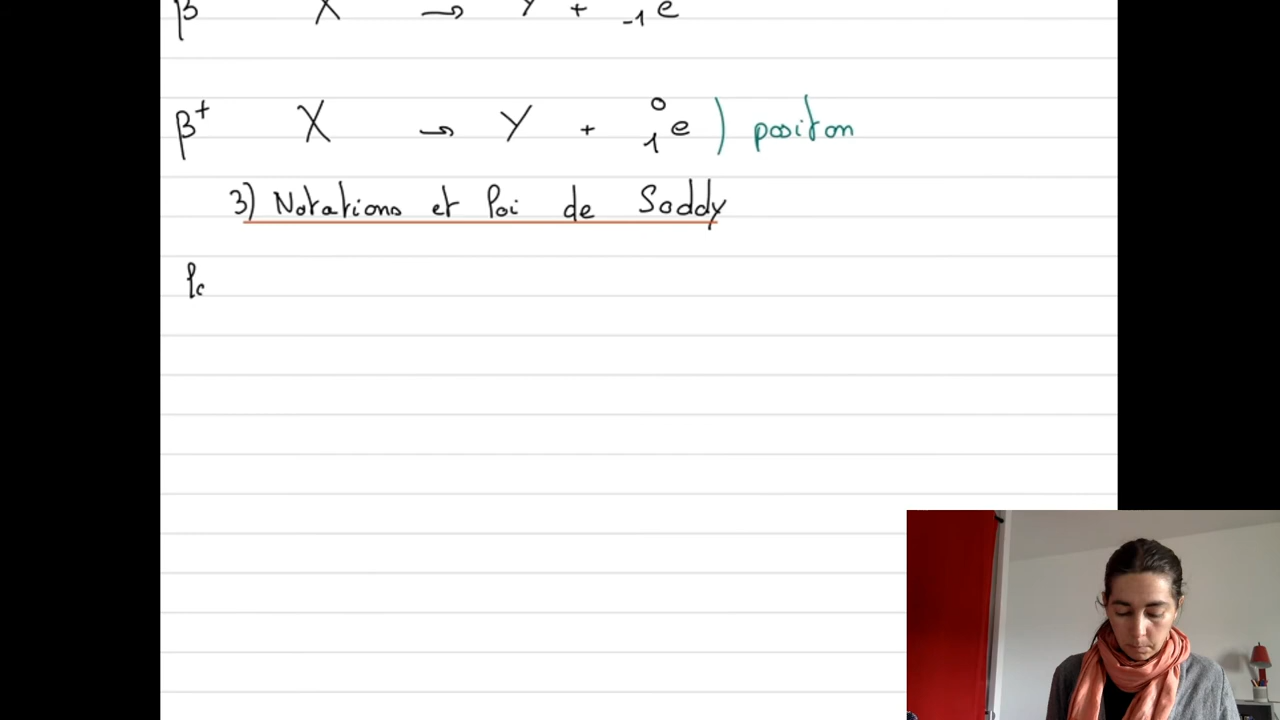 β X → Y + ₋₁e
β⁺ X → Y + ⁰₁e ) positon
3) Notations et loi de Soddy